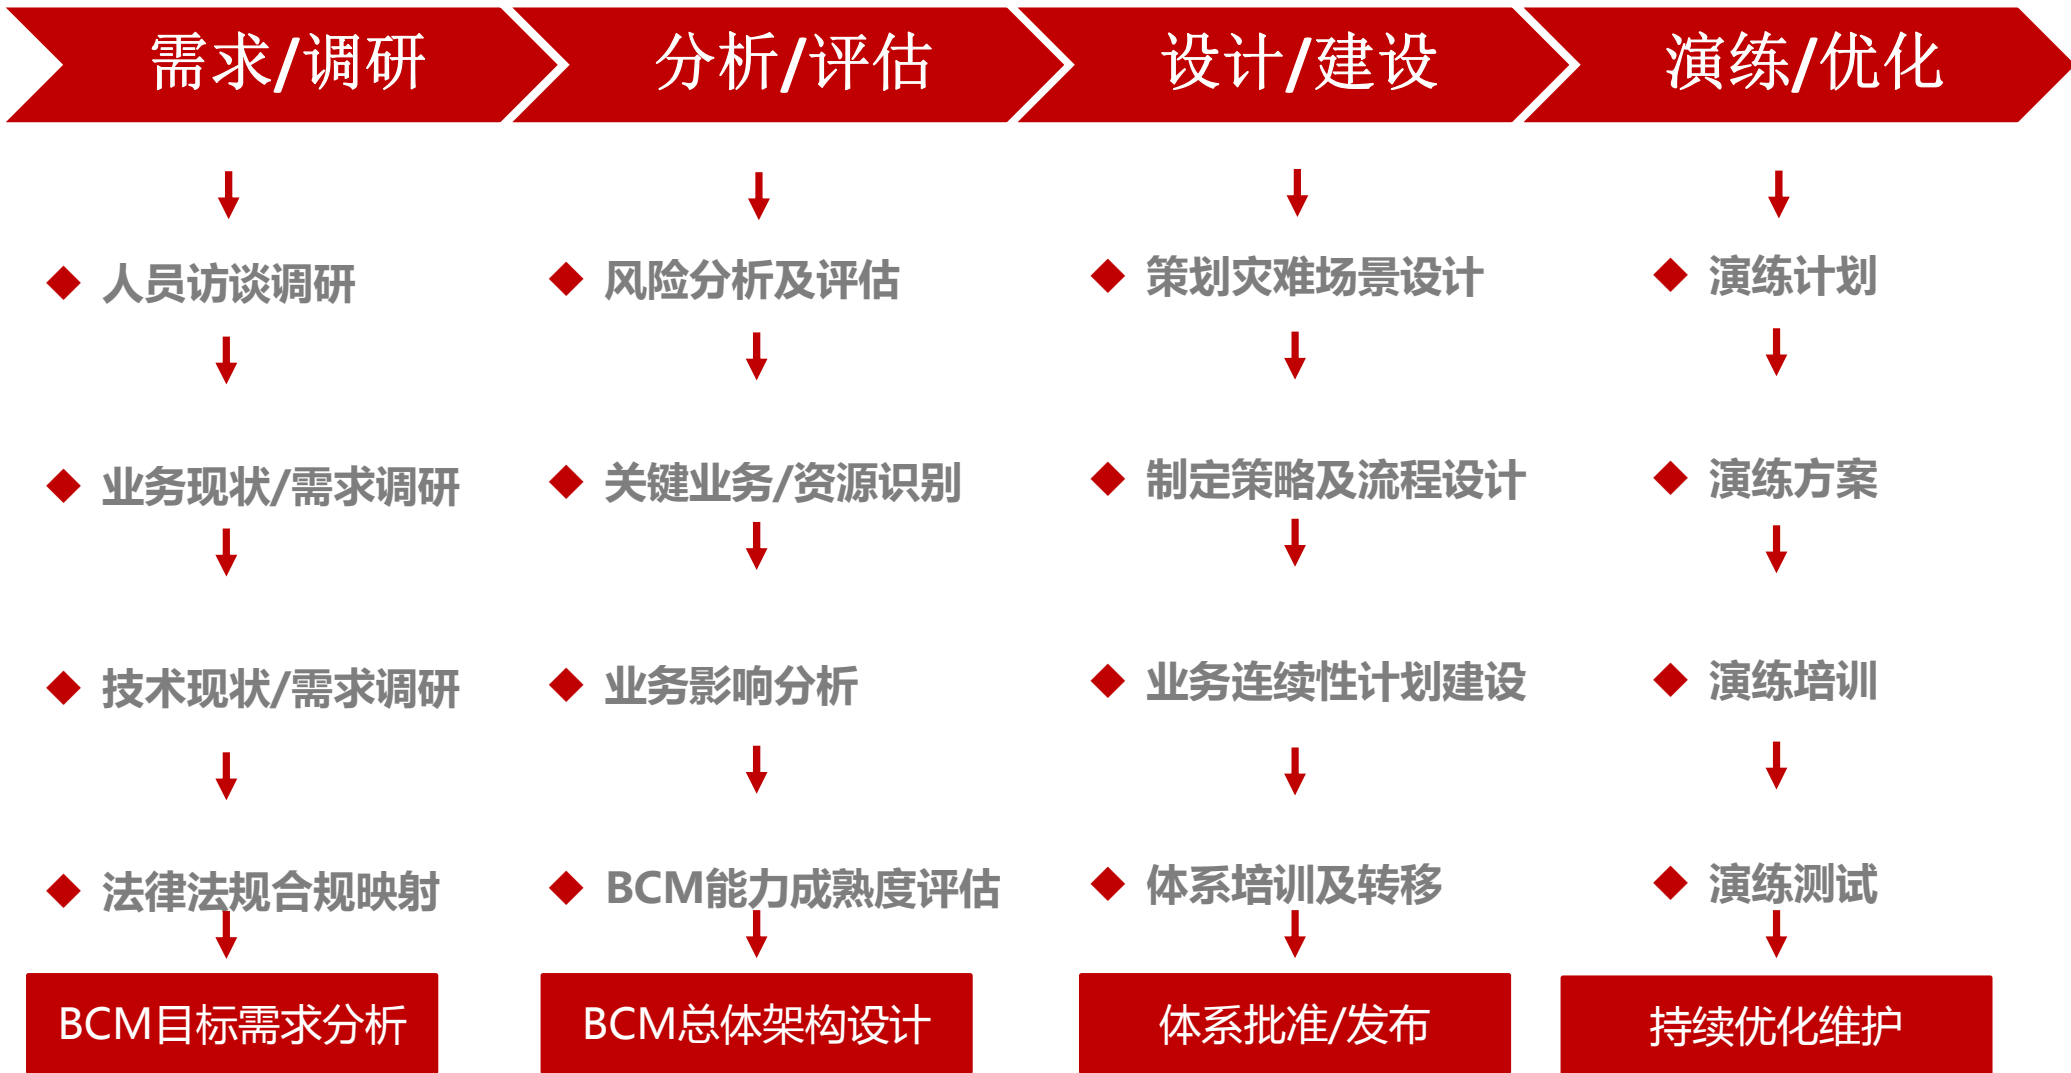 需求/调研
分析/评估
设计/建设
演练/优化
人员访谈调研
业务现状/需求调研
技术现状/需求调研
法律法规合规映射
BCM目标需求分析
风险分析及评估
关键业务/资源识别
业务影响分析
BCM能力成熟度评估
BCM总体架构设计
策划灾难场景设计
制定策略及流程设计
业务连续性计划建设
体系培训及转移
体系批准/发布
演练计划
演练方案
演练培训
演练测试
持续优化维护